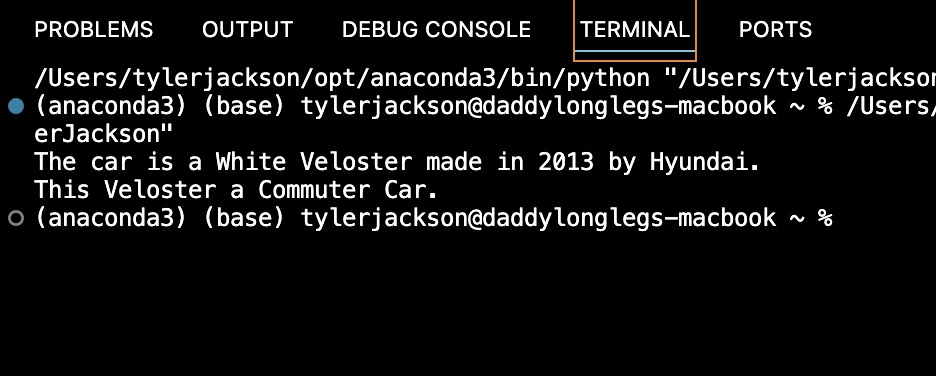 PROBLEMS OUTPUT DEBUG CONSOLE TERMINAL PORTS
/Users/tylerjackson/opt/anaconda3/bin/python "/Users/tylerjackson
(anaconda3) (base) tylerjackson@daddylonglegs-macbook ~ % /Users/
erJackson"
The car is a White Veloster made in 2013 by Hyundai.
This Veloster a Commuter Car.
(anaconda3) (base) tylerjackson@daddylonglegs-macbook ~ %